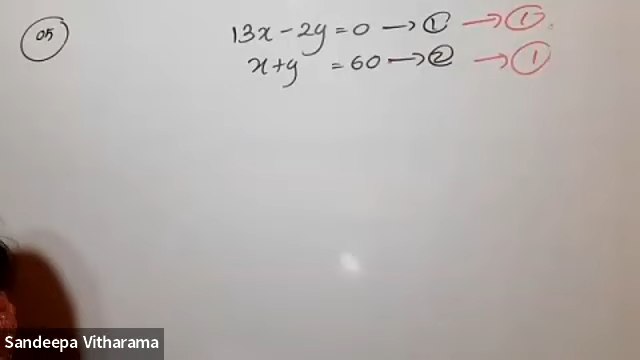 05
13x - 2y = 0 → ① → ①
x + y = 60 → ② → ①
Sandeepa Vitharama